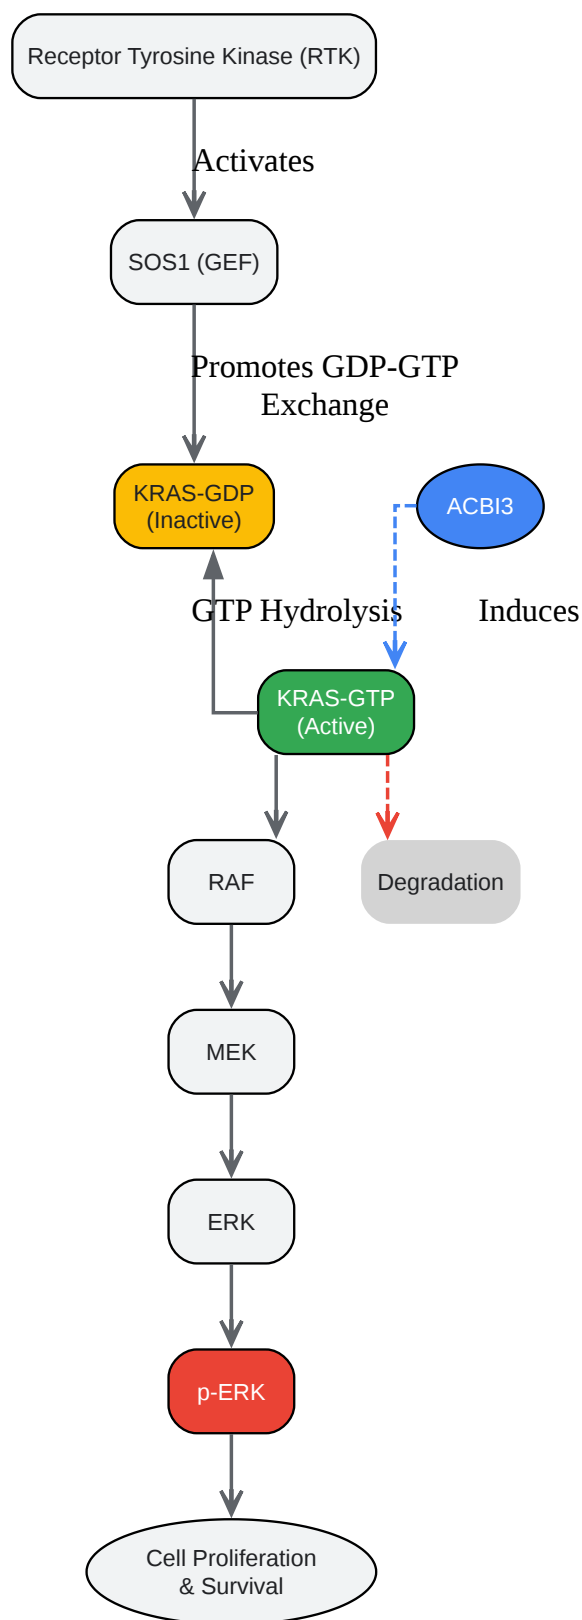 Receptor Tyrosine Kinase (RTK)
Activates
SOS1 (GEF)
Promotes GDP-GTP
Exchange
KRAS-GDP
(Inactive)
ACBI3
GTP Hydrolysis
Induces
KRAS-GTP
(Active)
RAF
Degradation
MEK
ERK
p-ERK
Cell Proliferation
& Survival